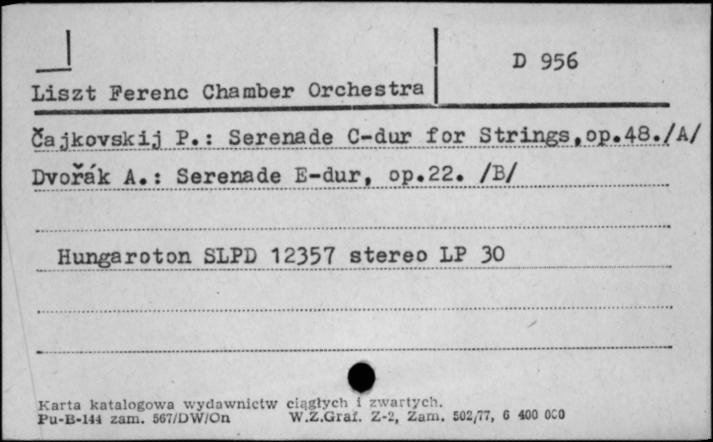 D 956
Liszt Ferenc Chamber Orchestra
Čajkovskij P.: Serenade C-dur for Strings,op.48./A/
Dvořák A.: Serenade E-dur, op.22. /B/
Hungaroton SLPD 12357 stereo LP 30
Karta katalogowa wydawnictw ciągłych i zwartych.
Pu-B-144 zam. 567/DW/On W.Z.Graf. Z-2, Zam. 502/77, 6 400 000